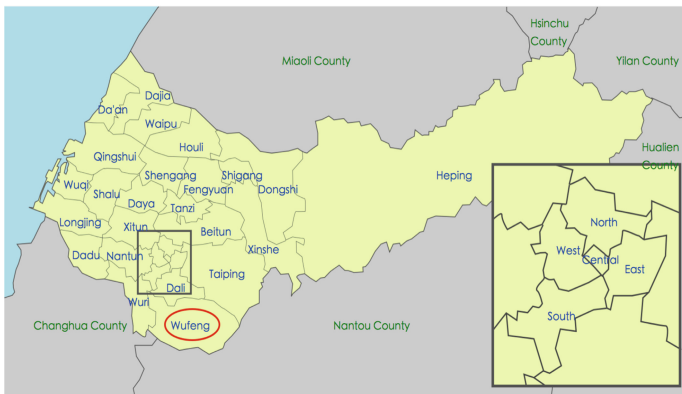 Hsinchu
County
Miaoli County
Yilan County
Dajia
Da'an
Waipu
Houli
Hualien
County
Qingshui
Shengang
Shigang
Heping
Wuqi
Shalu
Fengyuan
Dongshi
Daya
Tanzi
Longjing
Xitun
Beitun
North
Xinshe
West
Central
Dadu
Nantun
Taiping
East
Dali
Wuri
South
Changhua County
Wufeng
Nantou County